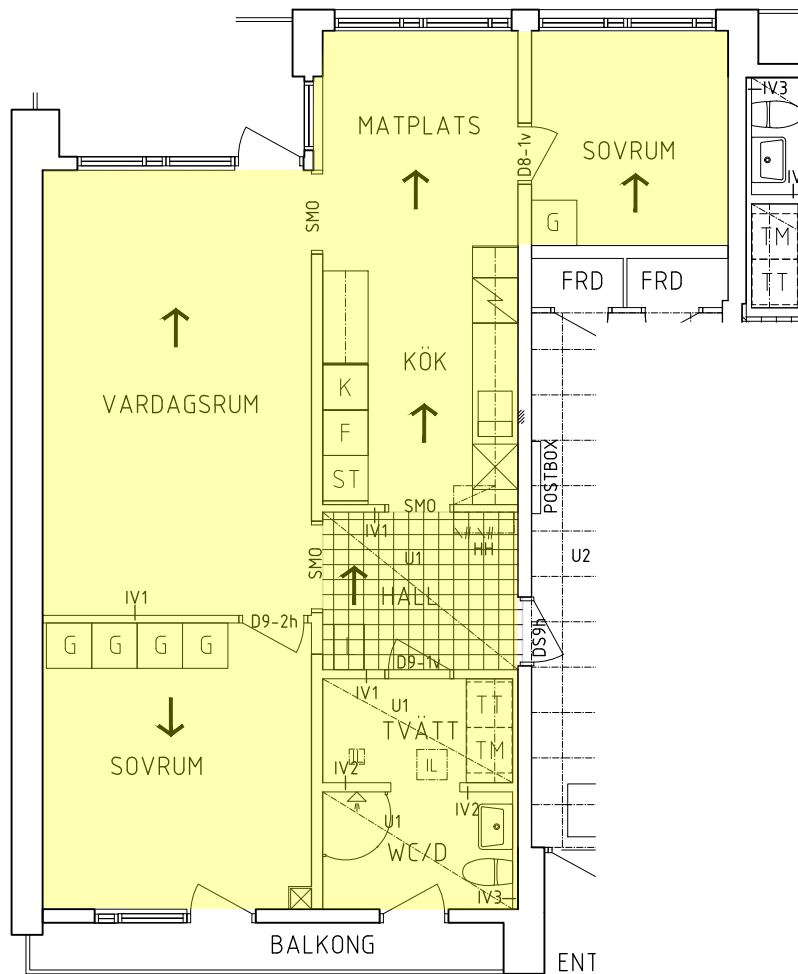 IV3
MATPLATS
D8-1v
SOVRUM
IV
SMO
G
TM
TT
FRD
FRD
KÖK
VARDAGSRUM
K
F
ST
POSTBOX
SMO
IV1
HH
U1
U2
SMO
HALL
IV1
D9-2h
DS9h
G G G G
D9-1v
IV1
U1
TT
TVÄTT
TM
SOVRUM
IL
IV2
IV2
U1
WC/D
IV3
BALKONG
ENT